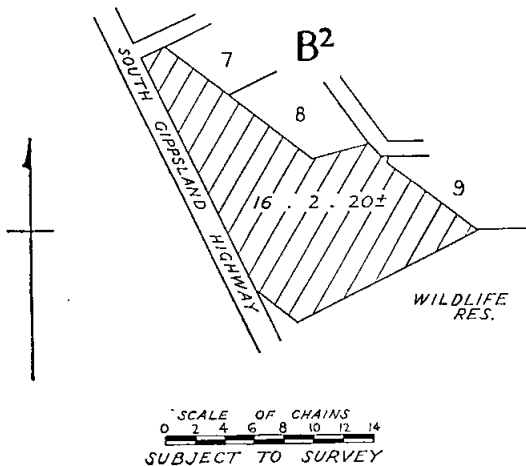 7
B²
8
SOUTH GIPPSLAND HIGHWAY
16 . 2 . 20±
9
WILDLIFE
RES.
SCALE OF CHAINS
0 2 4 6 8 10 12 14
SUBJECT TO SURVEY